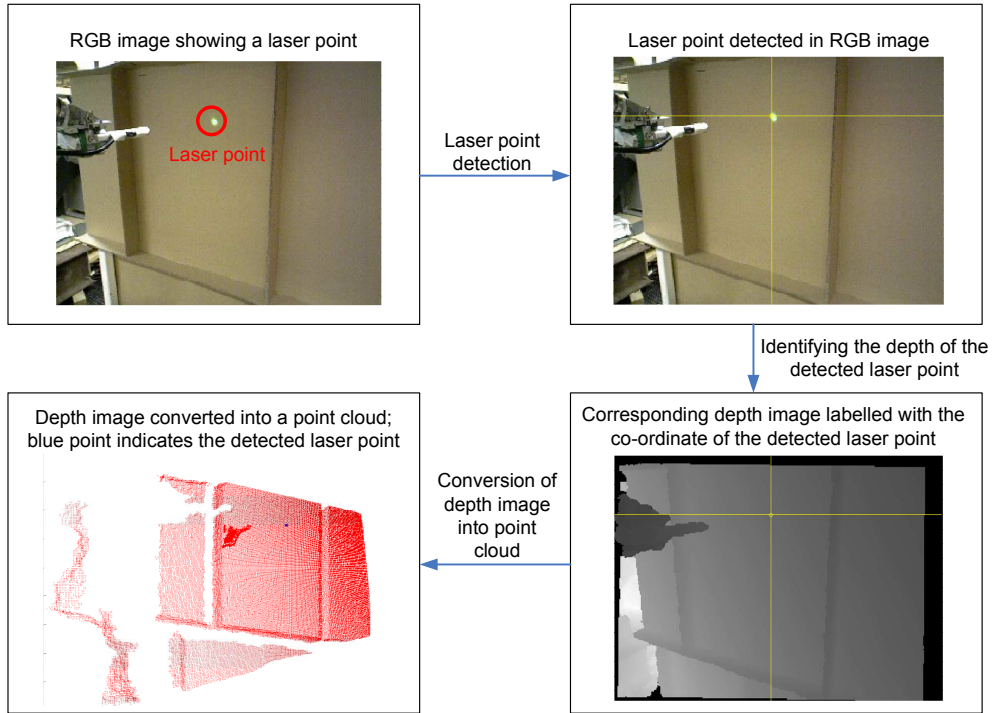 RGB image showing a laser point
Laser point
Laser point
detection
Laser point detected in RGB image
Identifying the depth of the
detected laser point
Corresponding depth image labelled with the
co-ordinate of the detected laser point
Conversion of
depth image
into point
cloud
Depth image converted into a point cloud;
blue point indicates the detected laser point